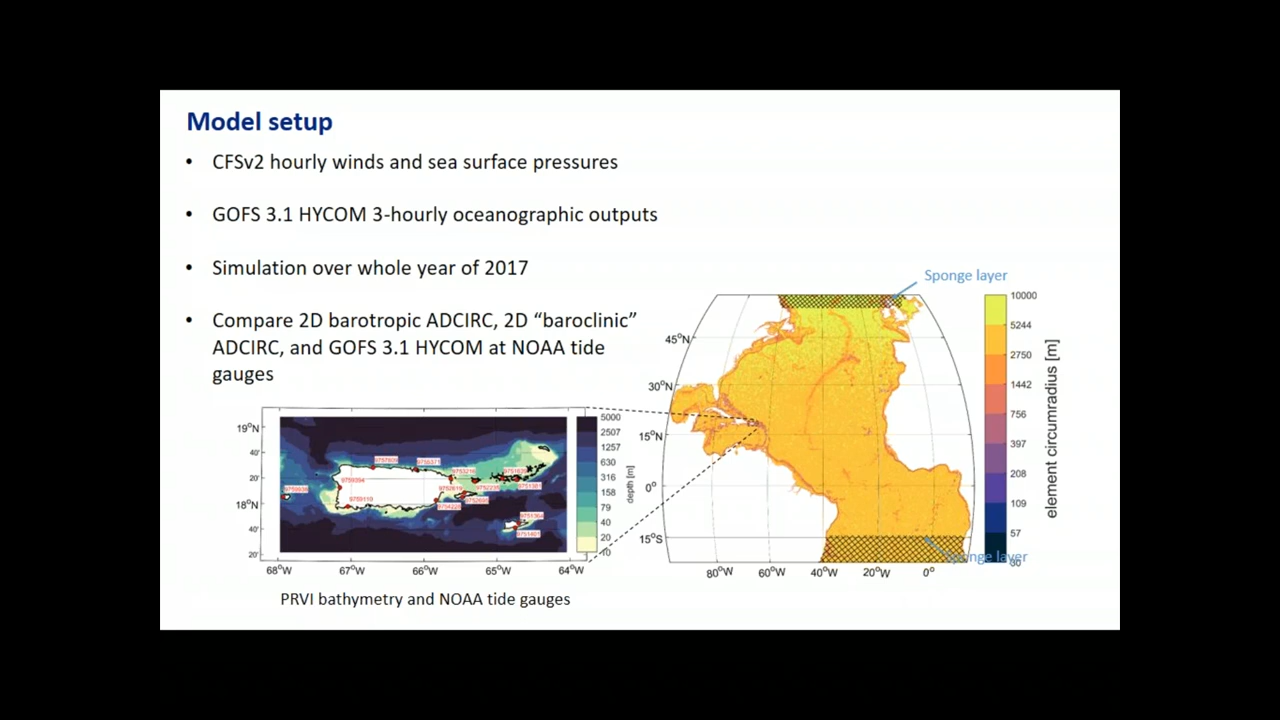 Model setup
• CFSv2 hourly winds and sea surface pressures
• GOFS 3.1 HYCOM 3-hourly oceanographic outputs
• Simulation over whole year of 2017
• Compare 2D barotropic ADCIRC, 2D “baroclinic”
ADCIRC, and GOFS 3.1 HYCOM at NOAA tide
gauges
19°N
40'
20'
18°N
40'
20'
68°W 67°W 66°W 65°W 64°W
5000
2507
1257
630
316
158
79
40
20
depth [m]
9759394
9759110
PRVI bathymetry and NOAA tide gauges
Sponge layer
45°N
30°N
15°N
0°
15°S
80°W 60°W 40°W 20°W 0°
Sponge layer
10000
5244
2750
1442
756
397
208
109
57
element circumradius [m]